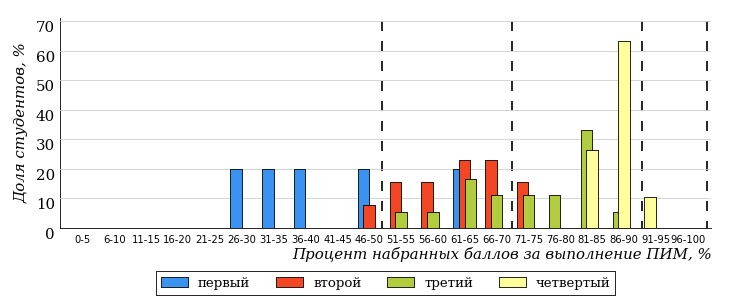 Доля студентов, %
70
60
50
40
30
20
10
0
0-5 6-10 11-15 16-20 21-25 26-30 31-35 36-40 41-45 46-50 51-55 56-60 61-65 66-70 71-75 76-80 81-85 86-90 91-95 96-100
Процент набранных баллов за выполнение ПИМ, %
первый второй третий четвертый